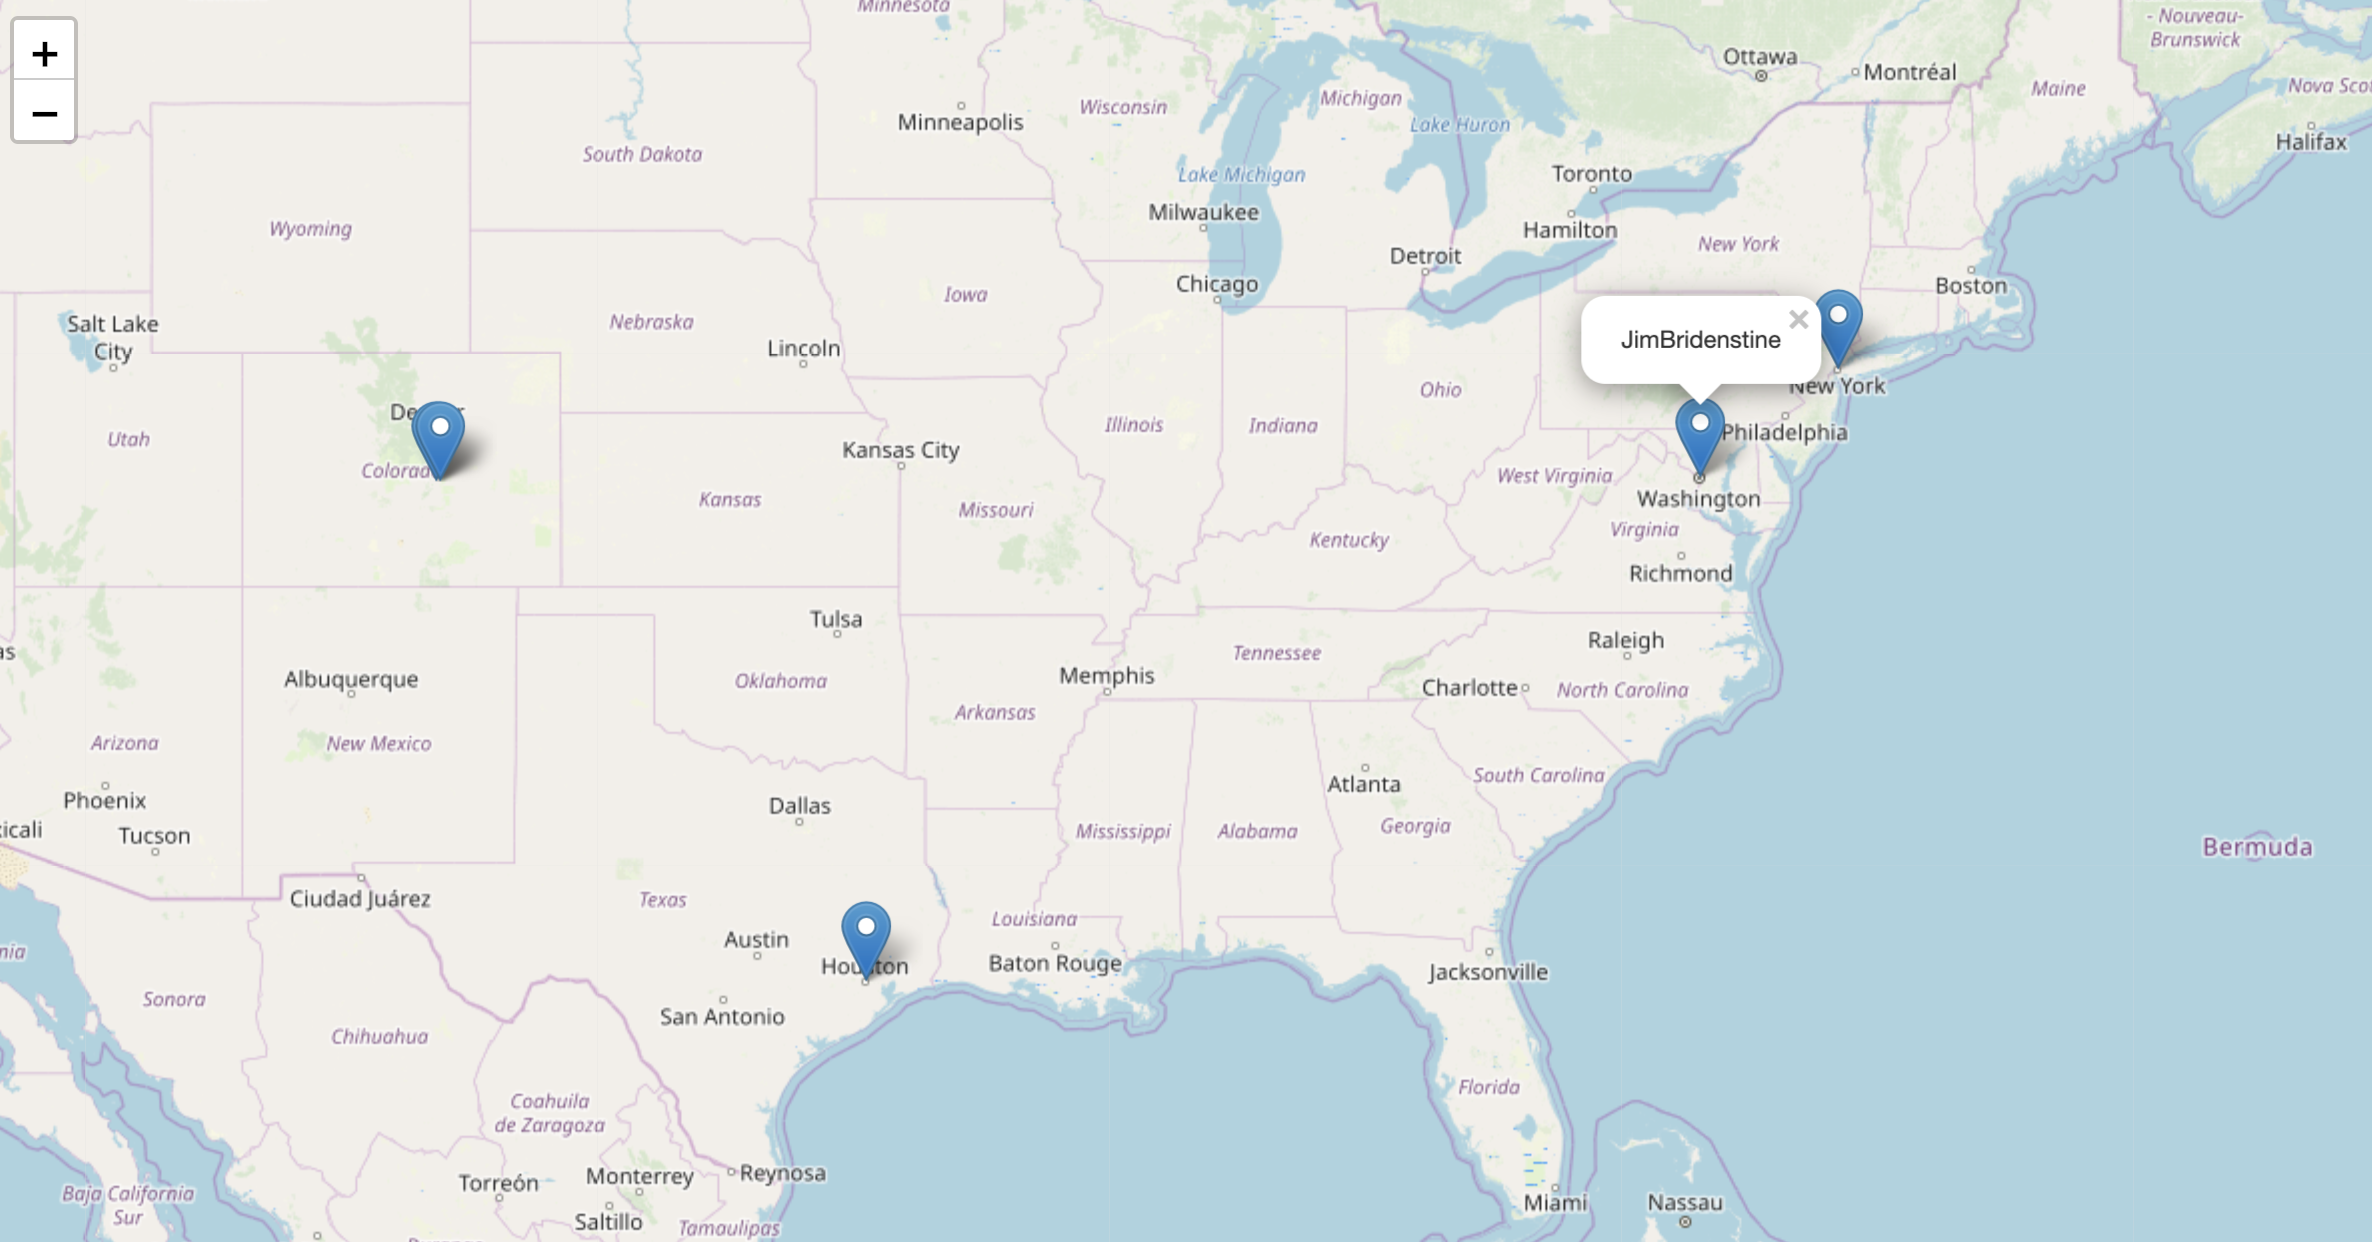 +
−
Minnesota
- Nouveau-
Brunswick
Ottawa
Montréal
Maine
Nova Sco
Halifax
Minneapolis
Wisconsin
Michigan
Lake Huron
South Dakota
Lake Michigan
Toronto
Milwaukee
Hamilton
Wyoming
New York
Detroit
Chicago
Boston
Iowa
Salt Lake
City
Nebraska
JimBridenstine
×
Lincoln
New York
Ohio
Utah
Colorad
Kansas City
Illinois
Indiana
Philadelphia
West Virginia
Kansas
Washington
Missouri
Virginia
Kentucky
Richmond
Tulsa
Raleigh
as
Tennessee
Albuquerque
Oklahoma
Memphis
Charlotte
North Carolina
Arkansas
Arizona
New Mexico
South Carolina
Atlanta
Phoenix
Dallas
Georgia
xicali
Tucson
Mississippi
Alabama
Bermuda
Ciudad Juárez
Texas
Louisiana
Austin
nia
Houston
Baton Rouge
Jacksonville
Sonora
San Antonio
Chihuahua
Florida
Coahuila
de Zaragoza
Monterrey
Reynosa
Torreón
Baja California
Sur
Miami
Nassau
Saltillo
Tamaulipas